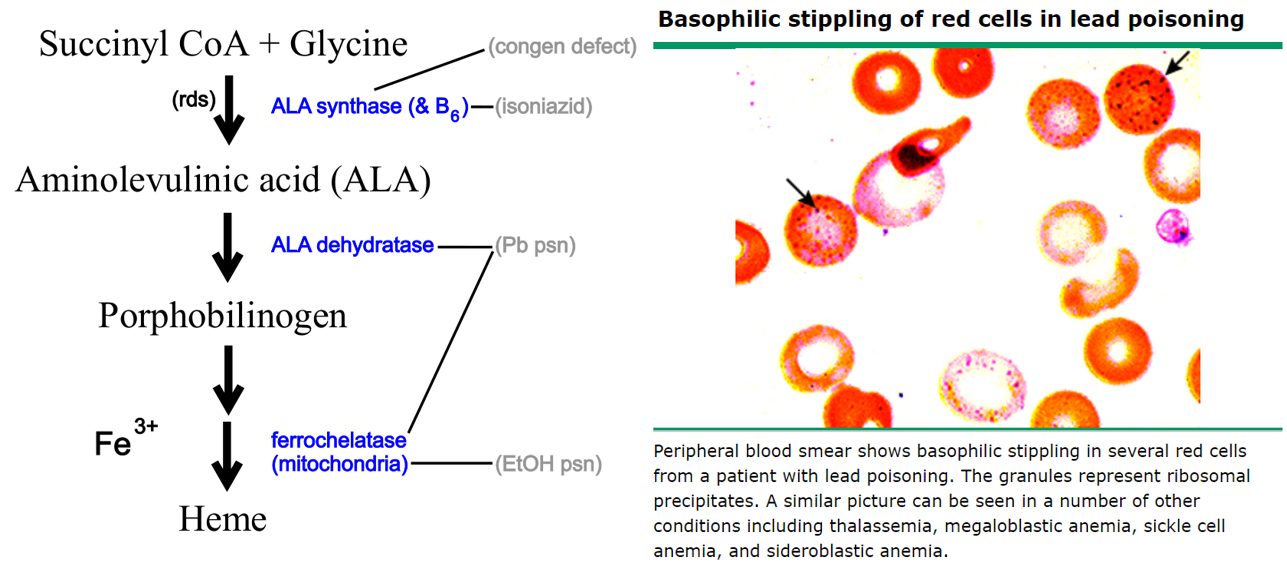 Succinyl CoA + Glycine
(congen defect)
(rds)
ALA synthase (& B6)
(isoniazid)
Aminolevulinic acid (ALA)
ALA dehydratase
(Pb psn)
Porphobilinogen
Fe3+
ferrochelatase
(mitochondria)
(EtOH psn)
Heme
Basophilic stippling of red cells in lead poisoning
Peripheral blood smear shows basophilic stippling in several red cells
from a patient with lead poisoning. The granules represent ribosomal
precipitates. A similar picture can be seen in a number of other
conditions including thalassemia, megaloblastic anemia, sickle cell
anemia, and sideroblastic anemia.